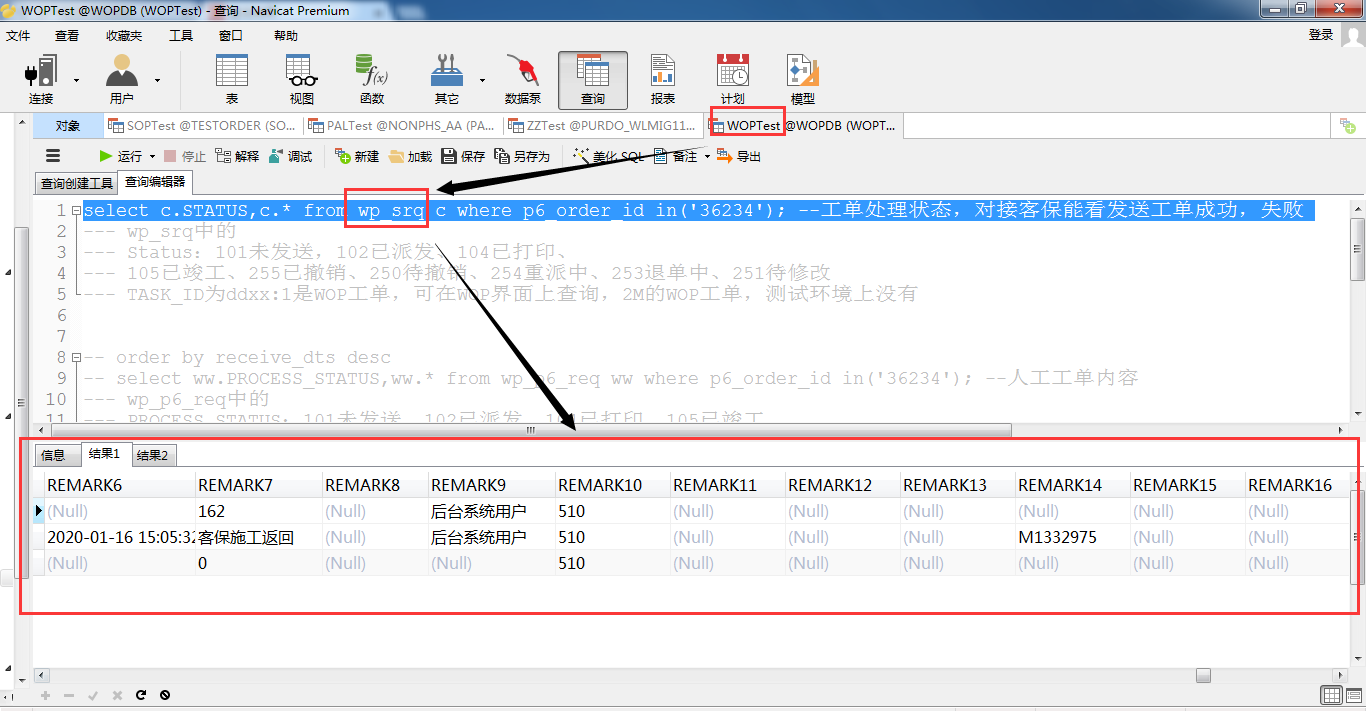 WOPTest @WOPDB (WOPTest) - 查询 - Navicat Premium
文件 查看 收藏夹 工具 窗口 帮助 登录
连接 用户 表 视图 函数 其它 数据泵 查询 报表 计划 模型
对象 SOPTest @TESTORDER (SO... PALTest @NONPHS_AA (PA... ZZTest @PURDO_WLMIG11... WOPTest @WOPDB (WOPT...
运行 停止 解释 调试 新建 加载 保存 另存为 美化 SQL 备注 导出
查询创建工具 查询编辑器
1 select c.STATUS,c.* from wp_srq c where p6_order_id in('36234'); --工单处理状态，对接客保能看发送工单成功，失败
2 --- wp_srq中的
3 --- Status：101未发送，102已派发、104已打印、
4 --- 105已竣工、255已撤销、250待撤销、254重派中、253退单中、251待修改
5 --- TASK_ID为ddxx:1是WOP工单，可在WOP界面上查询，2M的WOP工单，测试环境上没有
6
7
8 -- order by receive_dts desc
9 -- select ww.PROCESS_STATUS,ww.* from wp_p6_req ww where p6_order_id in('36234'); --人工工单内容
10 --- wp_p6_req中的
11 --- PROCESS_STATUS：101未发送，102已派发、104已打印、105已竣工
信息 结果1 结果2
REMARK6 REMARK7 REMARK8 REMARK9 REMARK10 REMARK11 REMARK12 REMARK13 REMARK14 REMARK15 REMARK16
(Null) 162 (Null) 后台系统用户 510 (Null) (Null) (Null) (Null) (Null) (Null)
2020-01-16 15:05:32 客保施工返回 (Null) 后台系统用户 510 (Null) (Null) (Null) M1332975 (Null) (Null)
(Null) 0 (Null) (Null) 510 (Null) (Null) (Null) (Null) (Null) (Null)